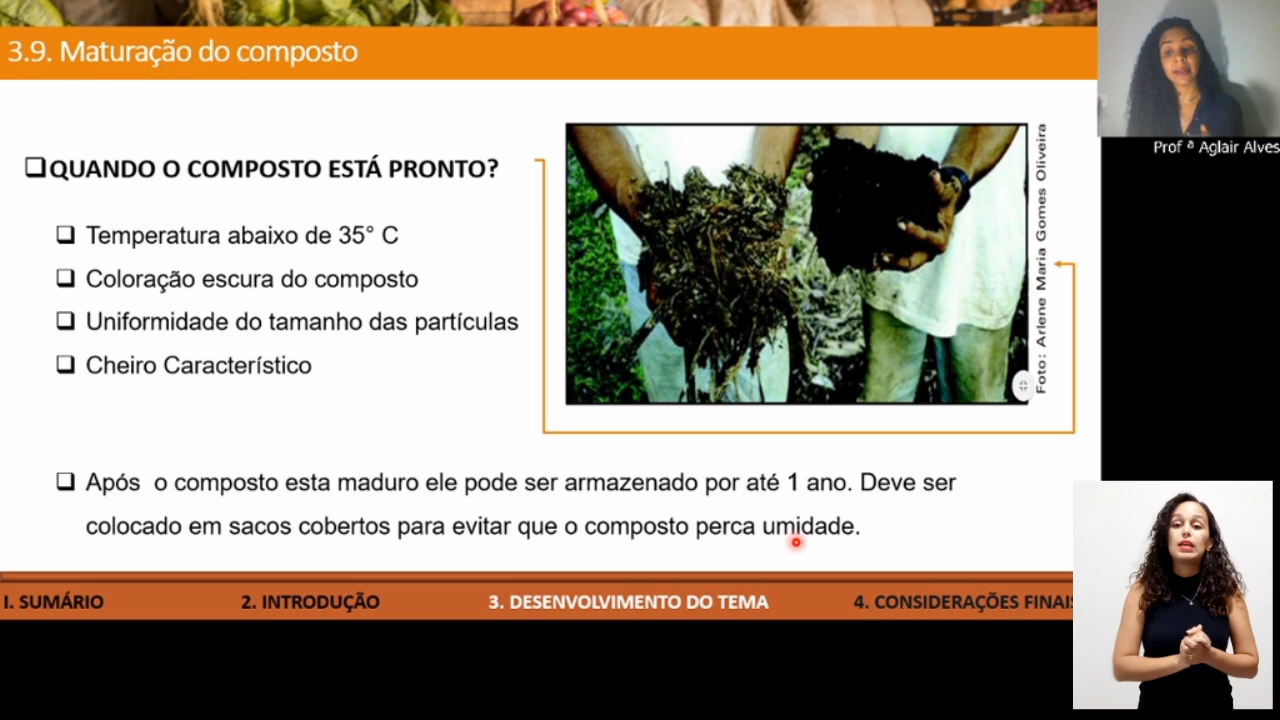 3.9. Maturação do composto
QUANDO O COMPOSTO ESTÁ PRONTO?
Temperatura abaixo de 35° C
Coloração escura do composto
Uniformidade do tamanho das partículas
Cheiro Característico
Foto: Arlene Maria Gomes Oliveira
Após o composto esta maduro ele pode ser armazenado por até 1 ano. Deve ser
colocado em sacos cobertos para evitar que o composto perca umidade.
I. SUMÁRIO
2. INTRODUÇÃO
3. DESENVOLVIMENTO DO TEMA
4. CONSIDERAÇÕES FINAIS
Prof ª Aglair Alves